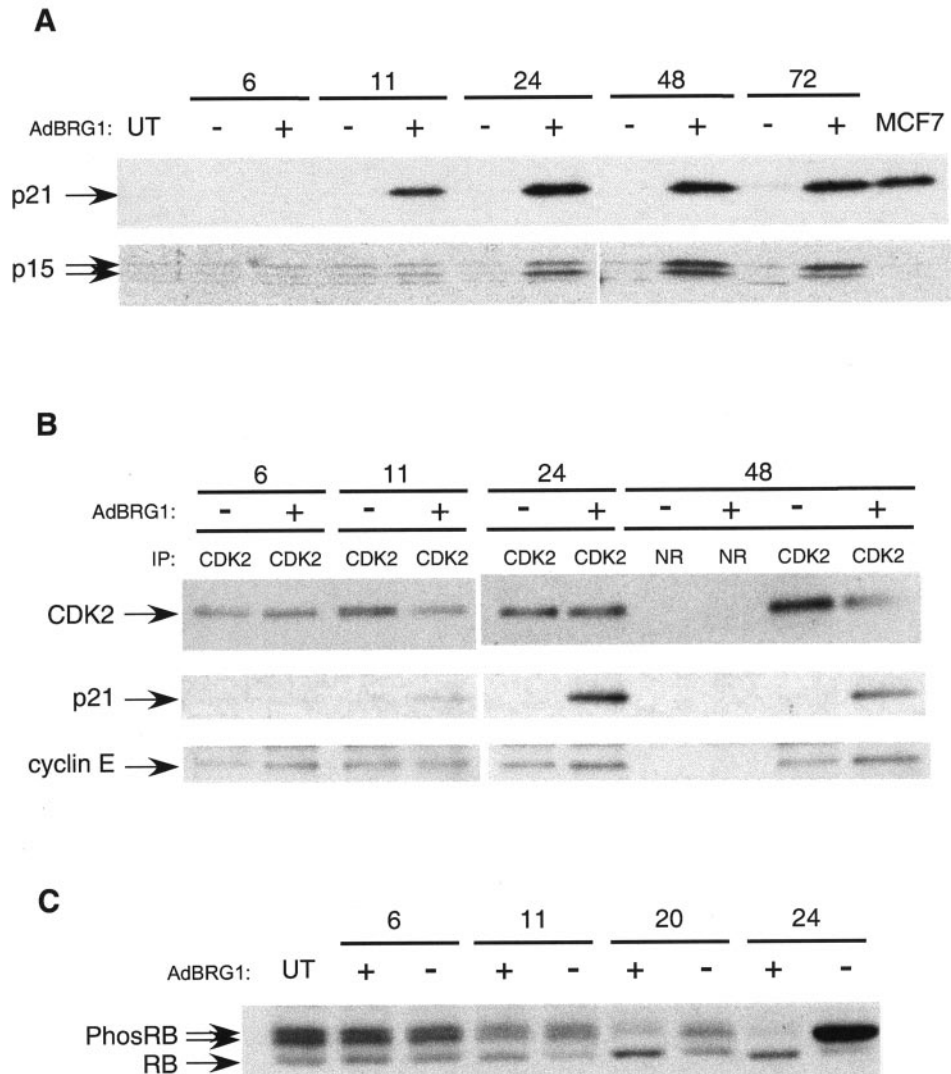 A
6 11 24 48 72
AdBRG1: UT - + - + - + - + - + MCF7
p21
p15
B
6 11 24 48
AdBRG1: - + - + - + - + - +
IP: CDK2 CDK2 CDK2 CDK2 CDK2 CDK2 NR NR CDK2 CDK2
CDK2
p21
cyclin E
C
6 11 20 24
AdBRG1: UT + - + - + - + -
PhosRB
RB